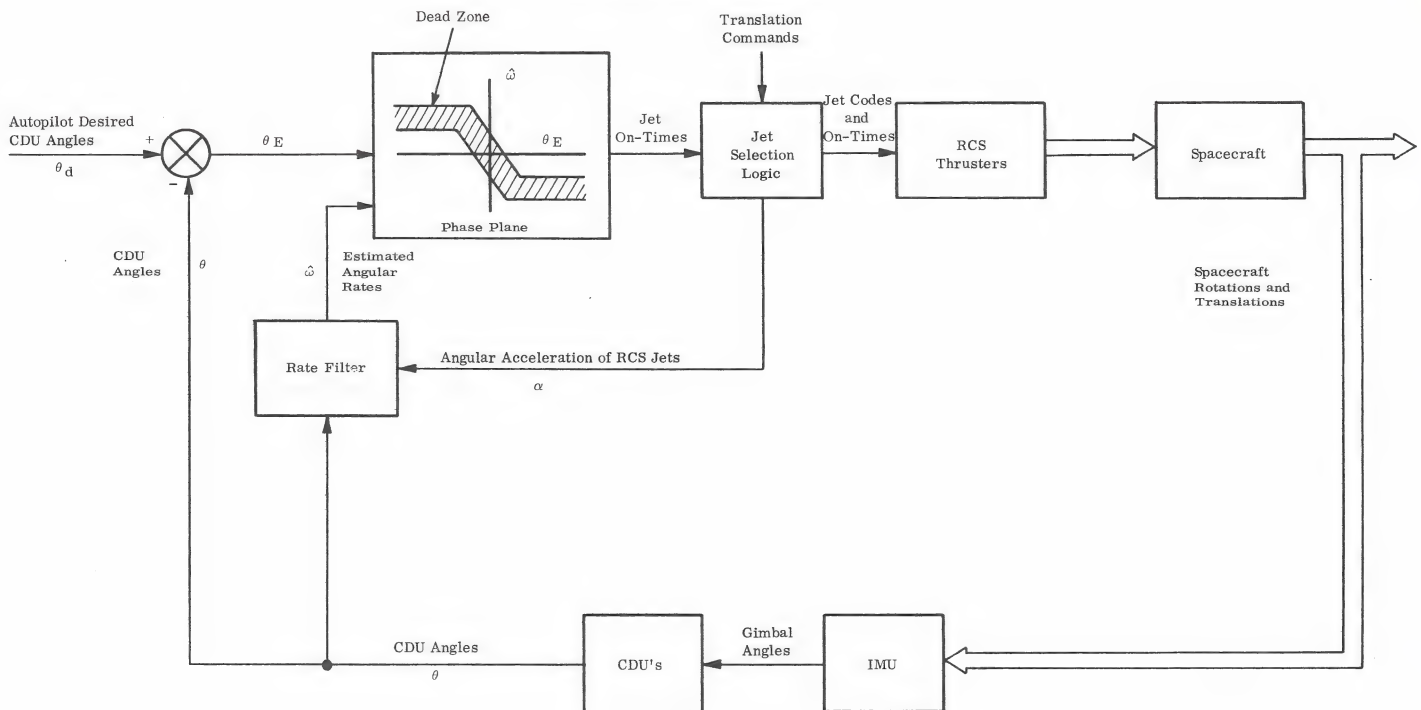 Dead Zone
Translation
Commands
Autopilot Desired
CDU Angles
+
θd
-
θE
ω̂
θE
Phase Plane
Jet
On-Times
Jet
Selection
Logic
Jet Codes
and
On-Times
RCS
Thrusters
Spacecraft
CDU
Angles
θ
ω̂
Estimated
Angular
Rates
Spacecraft
Rotations and
Translations
Rate Filter
Angular Acceleration of RCS Jets
α
CDU Angles
θ
CDU's
Gimbal
Angles
IMU